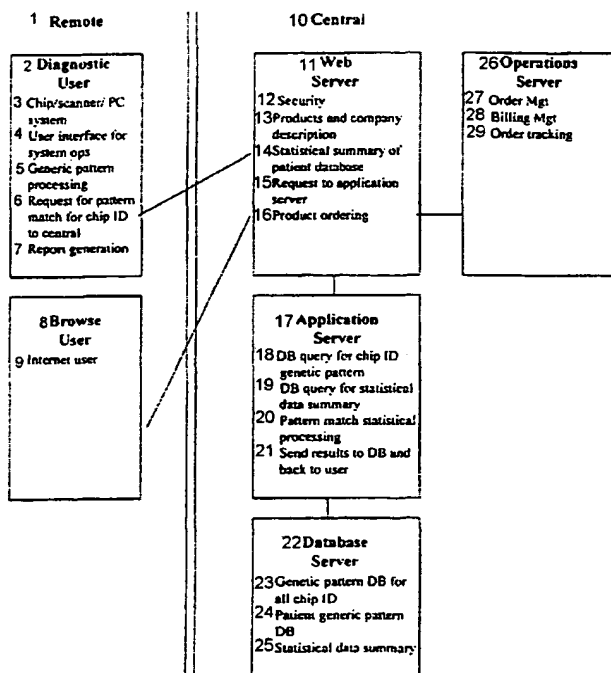 1 Remote
10 Central
2 Diagnostic
User
3 Chip/scanner/ PC
system
4 User interface for
system ops
5 Generic pattern
processing
6 Request for pattern
match for chip ID
to central
7 Report generation
8 Browse
User
9 Internet user
11 Web
Server
12 Security
13 Products and company
description
14 Statistical summary of
patient database
15 Request to application
server
16 Product ordering
17 Application
Server
18 DB query for chip ID
genetic pattern
19 DB query for statistical
data summary
20 Pattern match statistical
processing
21 Send results to DB and
back to user
22 Database
Server
23 Genetic pattern DB for
all chip ID
24 Patient generic pattern
DB
25 Statistical data summary
26 Operations
Server
27 Order Mgt
28 Billing Mgt
29 Order tracking